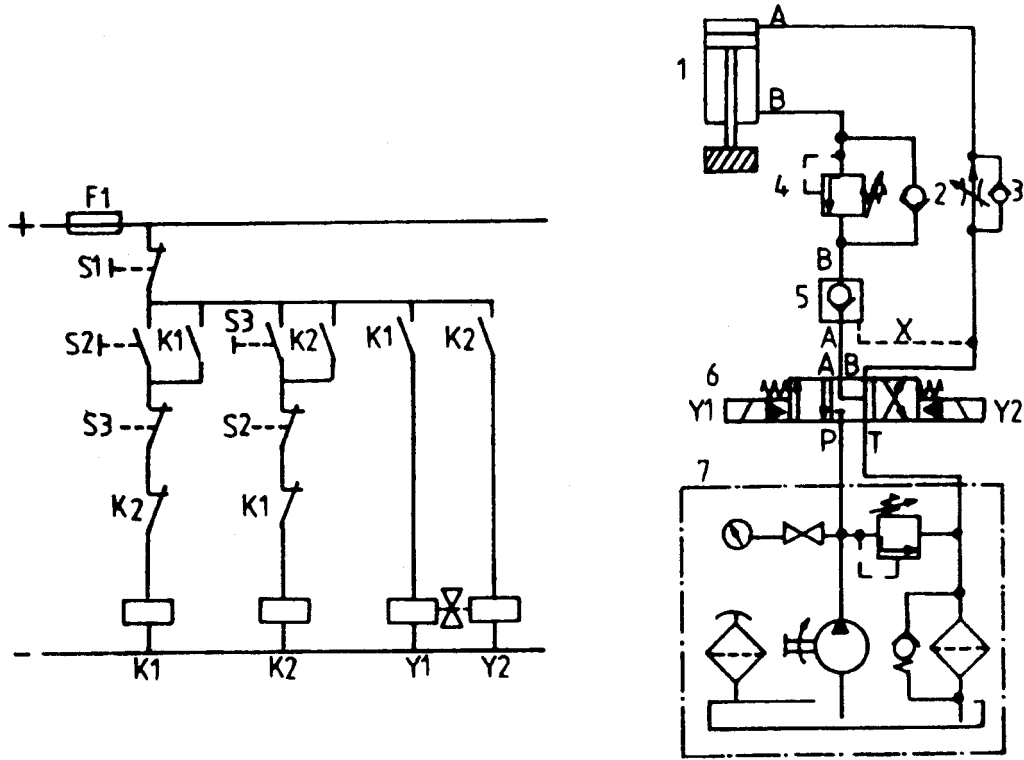 F1
+
S1
S2 K1 S3 K2 K1 K2
S3 S2
K2 K1
-
K1 K2 Y1 Y2
A
1
B
4 2 3
B
5
A X
6 A B
Y1 Y2
P T
7